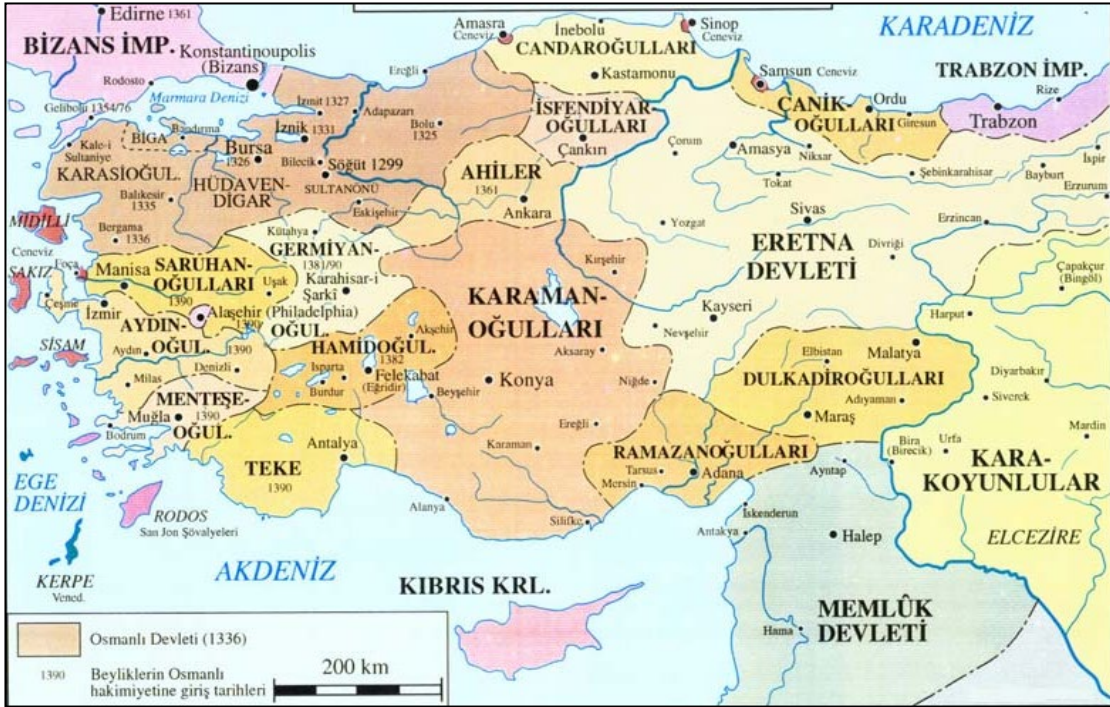 Edirne 1361
BİZANS İMP.
Konstantinoupolis
(Bizans)
Rodosto
Marmara Denizi
Gelibolu 1354/76
Ereğli
Amasra
Ceneviz
İnebolu
CANDAROĞULLARI
Kastamonu
Sinop
Ceneviz
KARADENİZ
Samsun Ceneviz
TRABZON İMP.
Rize
Trabzon
CANİK-
OĞULLARI
Ordu
Giresun
İzmit 1327
Adapazarı
Bolu
1325
İSFENDİYAR-
OĞULLARI
Çankırı
Kale-i
Sultaniye
BİGA
Bandırma
İznik
1331
Bursa
1326
Bilecik
Söğüt 1299
SULTANÖNÜ
KARASİOĞUL.
Balıkesir
1335
HÜDAVEN-
DİGAR
Eskişehir
Bergama
1336
AHİLER
1361
Ankara
Çorum
Amasya
Niksar
Tokat
Şebinkarahisar
Bayburt
İspir
Erzurum
Yozgat
Sivas
Erzincan
Divriği
ERETNA
DEVLETİ
Kayseri
Nevşehir
MİDİLLİ
Ceneviz
SAKIZ
Foça
Çeşme
Manisa
SARUHAN-
OĞULLARI
1390
Uşak
İzmir
Alaşehir (Philadelphia)
1390
Kütahya
GERMİYAN-
1381/90
Karahisar-i
Şarkî
OĞUL.
AYDIN-
OĞUL.
1390
Aydın
Denizli
SİSAM
Milas
MENTEŞE-
1390
OĞUL.
Muğla
Bodrum
HAMİDOĞUL.
1382
Akşehir
Isparta
Burdur
Felekabat
(Eğridir)
Beyşehir
TEKE
1390
Antalya
KARAMAN-
OĞULLARI
Kırşehir
Aksaray
Konya
Niğde
Ereğli
Karaman
Alanya
Silifke
RAMAZANOĞULLARI
Tarsus
Mersin
Adana
DULKADİROĞULLARI
Elbistan
Malatya
Adıyaman
Maraş
Çapakçur
(Bingöl)
Harput
Diyarbakır
Siverek
Mardin
Bira
(Birecik)
Urfa
KARA-
KOYUNLULAR
ELCEZİRE
Ayntap
İskenderun
Antakya
Halep
Hama
MEMLÛK
DEVLETİ
EGE
DENİZİ
RODOS
San Jon Şövalyeleri
KERPE
Vened.
AKDENİZ
KIBRIS KRL.
Osmanlı Devleti (1336)
1390 Beyliklerin Osmanlı
hakimiyetine giriş tarihleri
200 km